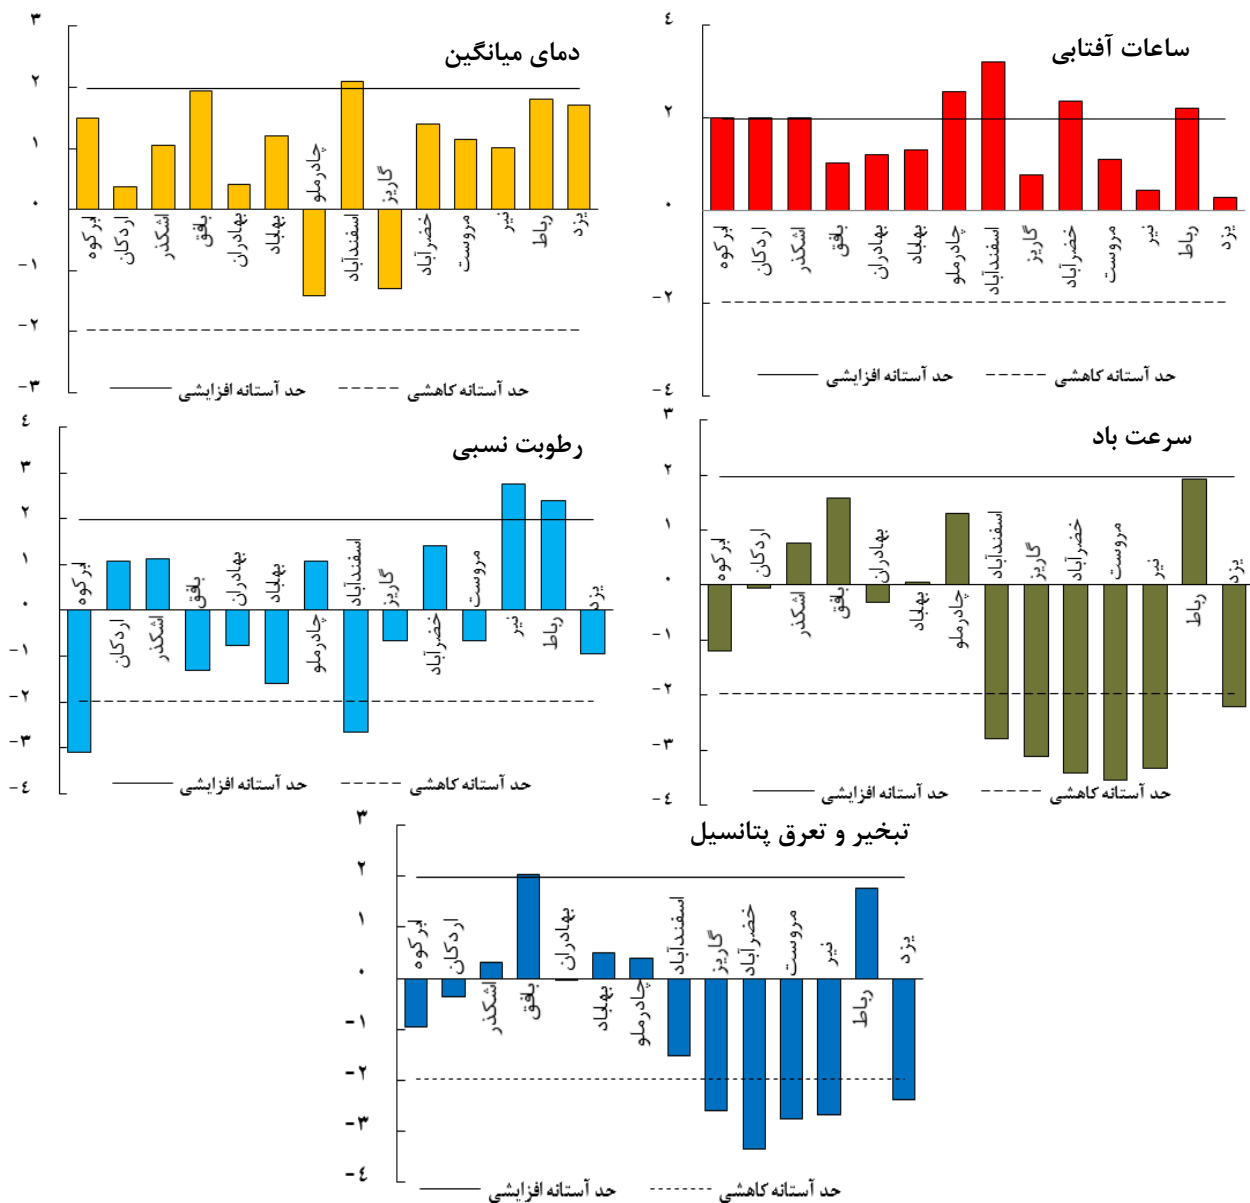 دمای میانگین
۳
۲
۱
۰
-۱
-۲
-۳
ابرکوه
اردکان
اشکذر
بافق
بهادران
بهاباد
چادرملو
اسفندآباد
گاریز
خضرآباد
مروست
نیر
رباط
یزد
حد آستانه افزایشی
حد آستانه کاهشی
ساعات آفتابی
٤
۲
۰
-۲
-٤
ابرکوه
اردکان
اشکذر
بافق
بهادران
بهاباد
چادرملو
اسفندآباد
گاریز
خضرآباد
مروست
نیر
رباط
یزد
حد آستانه افزایشی
حد آستانه کاهشی
رطوبت نسبی
٤
۳
۲
۱
۰
-۱
-۲
-۳
-٤
ابرکوه
اردکان
اشکذر
بافق
بهادران
بهاباد
چادرملو
اسفندآباد
گاریز
خضرآباد
مروست
نیر
رباط
یزد
حد آستانه افزایشی
حد آستانه کاهشی
سرعت باد
۳
۲
۱
۰
-۱
-۲
-۳
-٤
ابرکوه
اردکان
اشکذر
بافق
بهادران
بهاباد
چادرملو
اسفندآباد
گاریز
خضرآباد
مروست
نیر
رباط
یزد
حد آستانه افزایشی
حد آستانه کاهشی
تبخیر و تعرق پتانسیل
۳
۲
۱
۰
-۱
-۲
-۳
-٤
ابرکوه
اردکان
اشکذر
بافق
بهادران
بهاباد
چادرملو
اسفندآباد
گاریز
خضرآباد
مروست
نیر
رباط
یزد
حد آستانه افزایشی
حد آستانه کاهشی